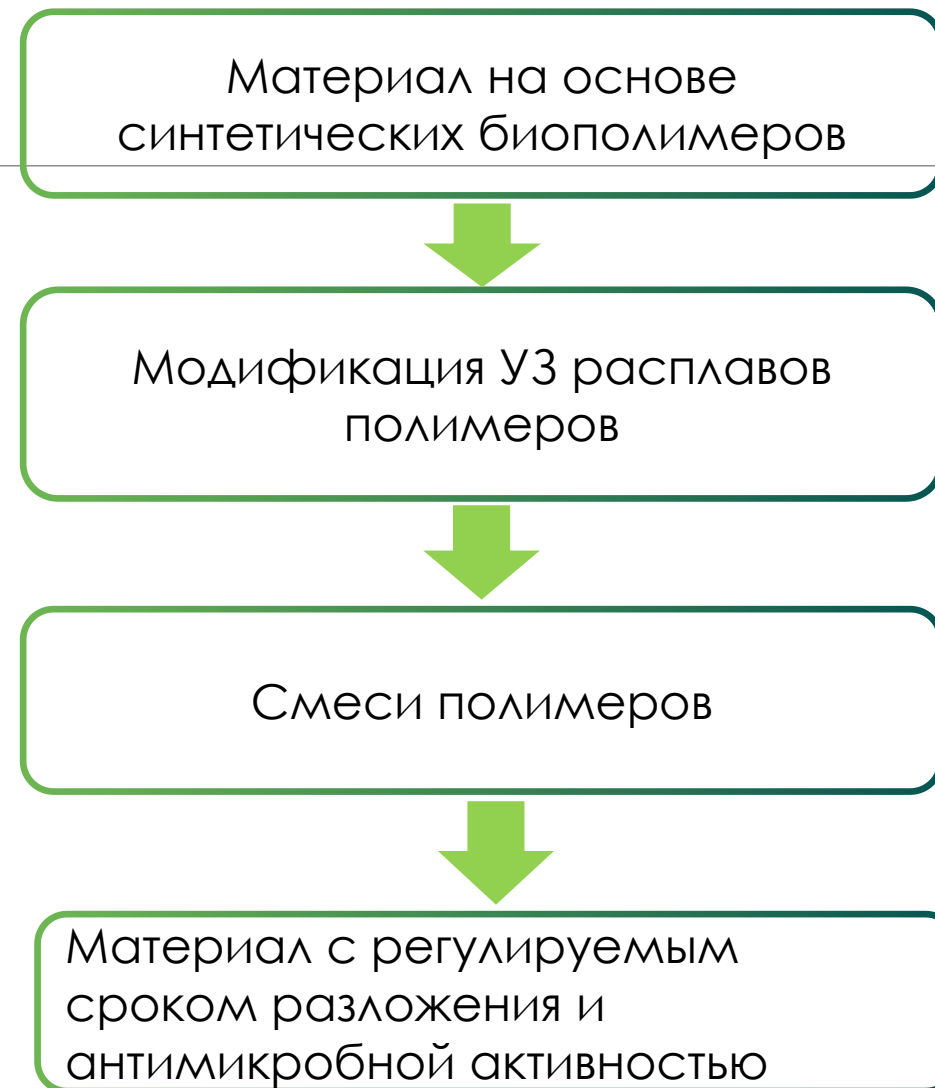 Материал на основе
синтетических биополимеров
Модификация УЗ расплавов
полимеров
Смеси полимеров
Материал с регулируемым
сроком разложения и
антимикробной активностью